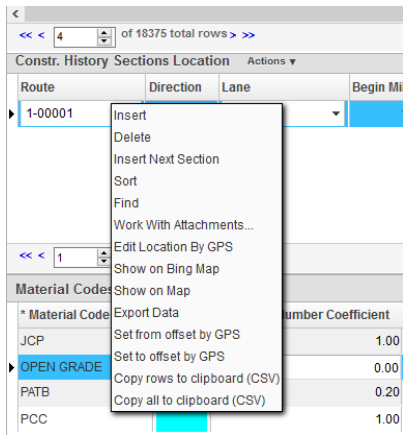 <
<< < 4 of 18375 total rows > >>
Constr. History Sections Location Actions ▾
Route Direction Lane Begin Mi
1-00001
Insert
Delete
Insert Next Section
Sort
Find
Work With Attachments...
Edit Location By GPS
Show on Bing Map
Show on Map
Export Data
Set from offset by GPS
Set to offset by GPS
Copy rows to clipboard (CSV)
Copy all to clipboard (CSV)
<< < 1
Material Codes
* Material Code umber Coefficient
JCP 1.00
OPEN GRADE 0.00
PATB 0.20
PCC 1.00